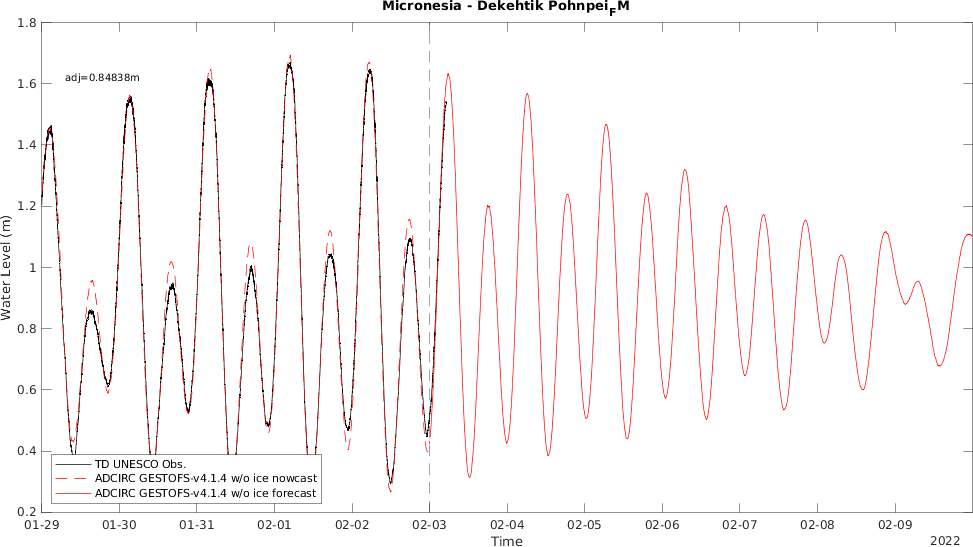 Micronesia - Dekehtik Pohnpei_FM
adj=0.84838m
Water Level (m)
1.8
1.6
1.4
1.2
1
0.8
0.6
0.4
0.2
TD UNESCO Obs.
ADCIRC GESTOFS-v4.1.4 w/o ice nowcast
ADCIRC GESTOFS-v4.1.4 w/o ice forecast
01-29 01-30 01-31 02-01 02-02 02-03 02-04 02-05 02-06 02-07 02-08 02-09
Time
2022